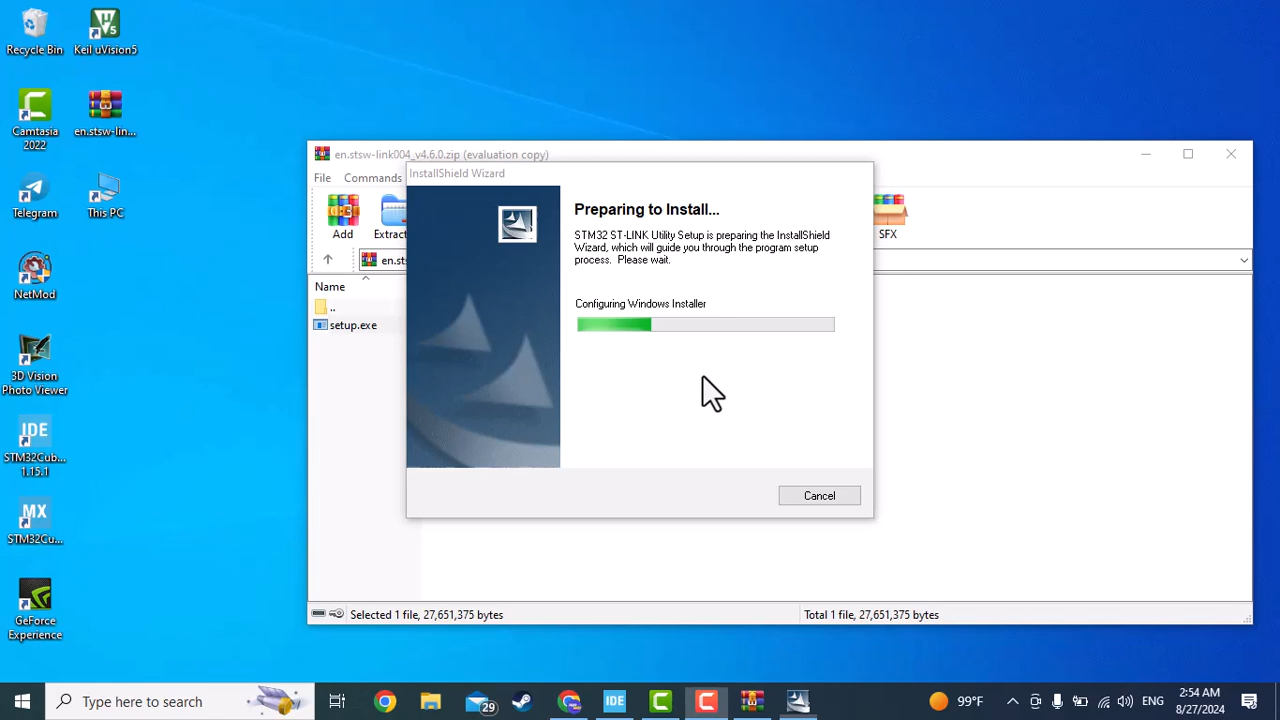 Recycle Bin
Keil uVision5
Camtasia
2022
en.stsw-lin...
Telegram
This PC
NetMod
3D Vision
Photo Viewer
IDE
STM32Cub...
1.15.1
MX
STM32Cu...
GeForce
Experience
en.stsw-link004_v4.6.0.zip (evaluation copy)
File Commands
Add
Extract
SFX
en.sts
Name
..
setup.exe
Selected 1 file, 27,651,375 bytes
Total 1 file, 27,651,375 bytes
InstallShield Wizard
Preparing to Install...
STM32 ST-LINK Utility Setup is preparing the InstallShield
Wizard, which will guide you through the program setup
process. Please wait.
Configuring Windows Installer
Cancel
Type here to search
29
IDE
99°F
ENG
2:54 AM
8/27/2024